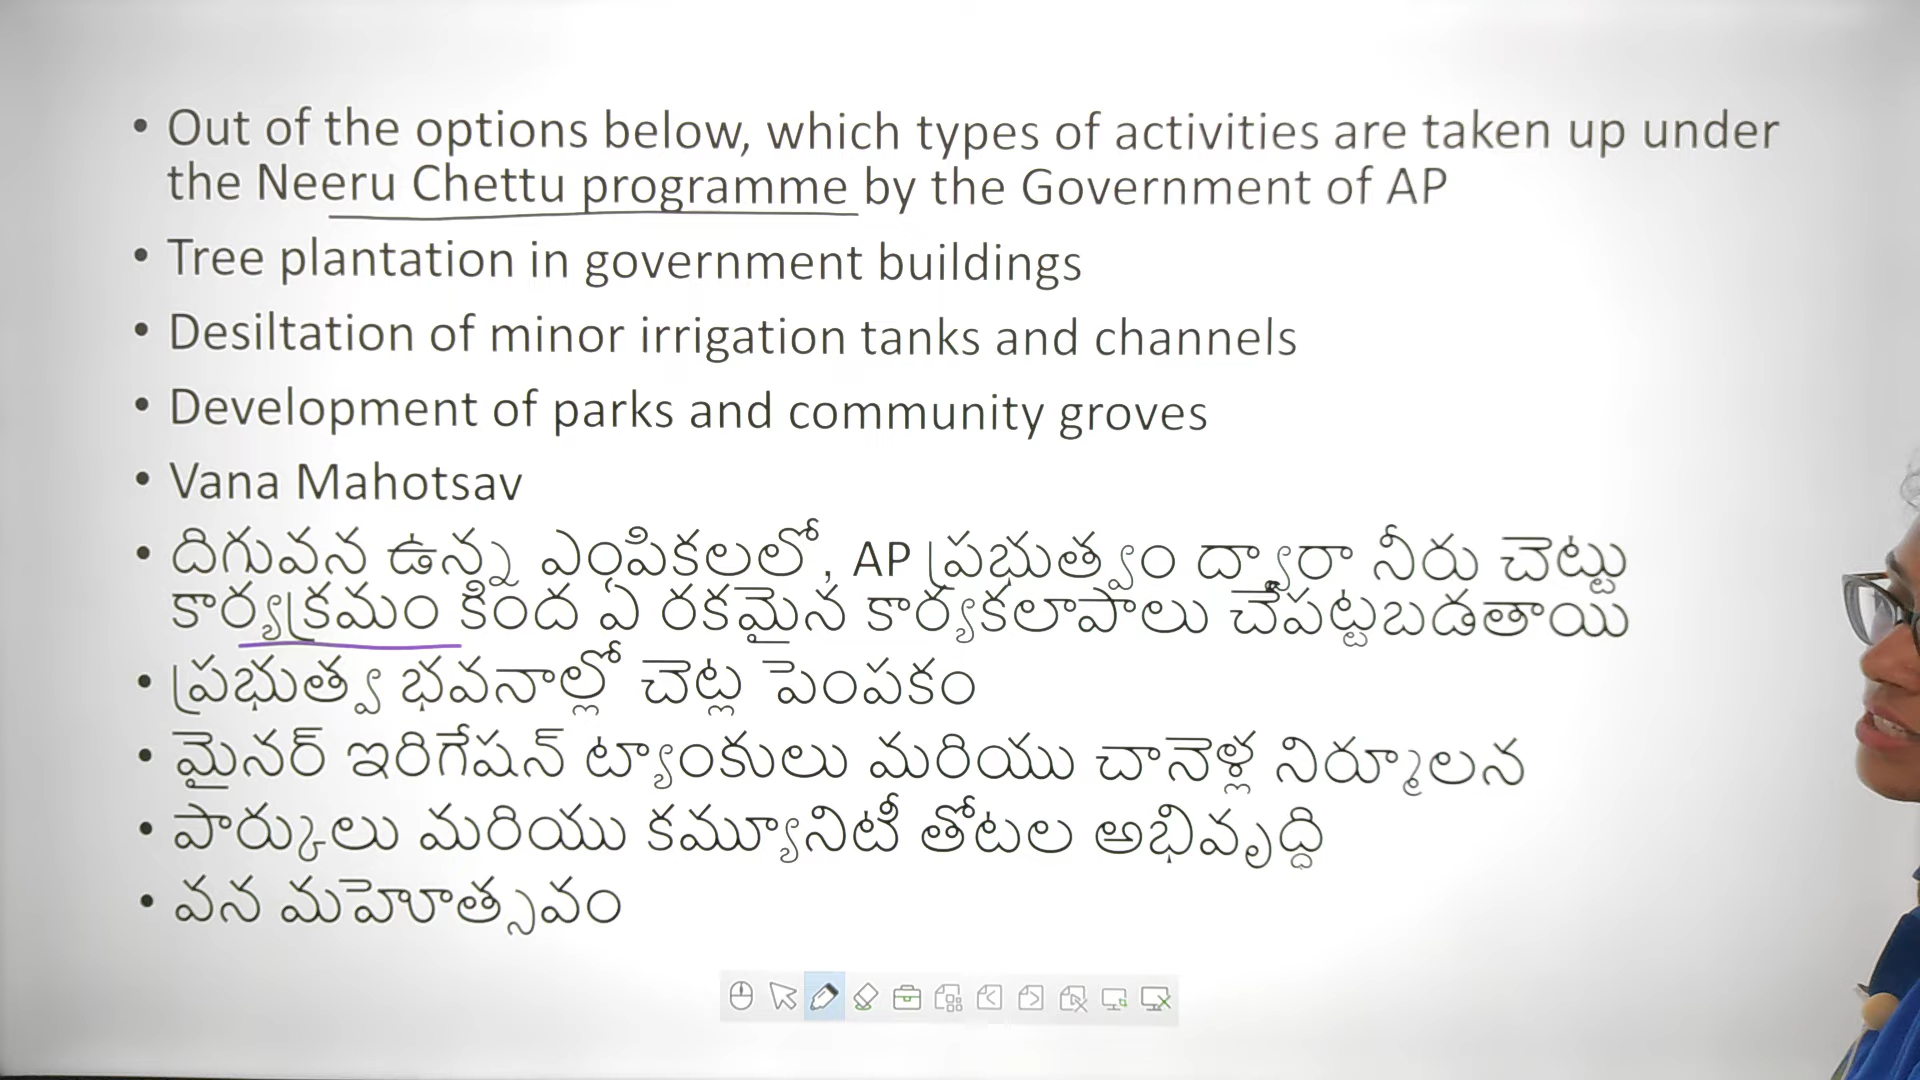 • Out of the options below, which types of activities are taken up under
the Neeru Chettu programme by the Government of AP
• Tree plantation in government buildings
• Desiltation of minor irrigation tanks and channels
• Development of parks and community groves
• Vana Mahotsav
• దిగువన ఉన్న ఎంపికలలో, AP ప్రభుత్వం ద్వారా నీరు చెట్టు
కార్యక్రమం కింద ఏ రకమైన కార్యకలాపాలు చేపట్టబడతాయి
• ప్రభుత్వ భవనాల్లో చెట్ల పెంపకం
• మైనర్ ఇరిగేషన్ ట్యాంకులు మరియు చానెళ్ల నిర్మూలన
• పార్కులు మరియు కమ్యూనిటీ తోటల అభివృద్ధి
• వన మహోత్సవం